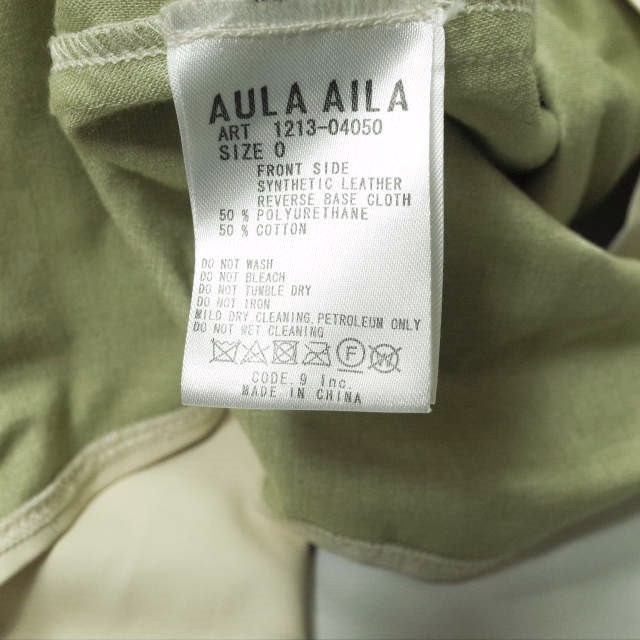 AULA AILA
ART 1213-04050
SIZE 0
FRONT SIDE
SYNTHETIC LEATHER
REVERSE BASE CLOTH
50 % POLYURETHANE
50 % COTTON
DO NOT WASH
DO NOT BLEACH
DO NOT TUMBLE DRY
DO NOT IRON
MILD DRY CLEANING,PETROLEUM ONLY
DO NOT WET CLEANING
F W
CODE.9 Inc.
MADE IN CHINA